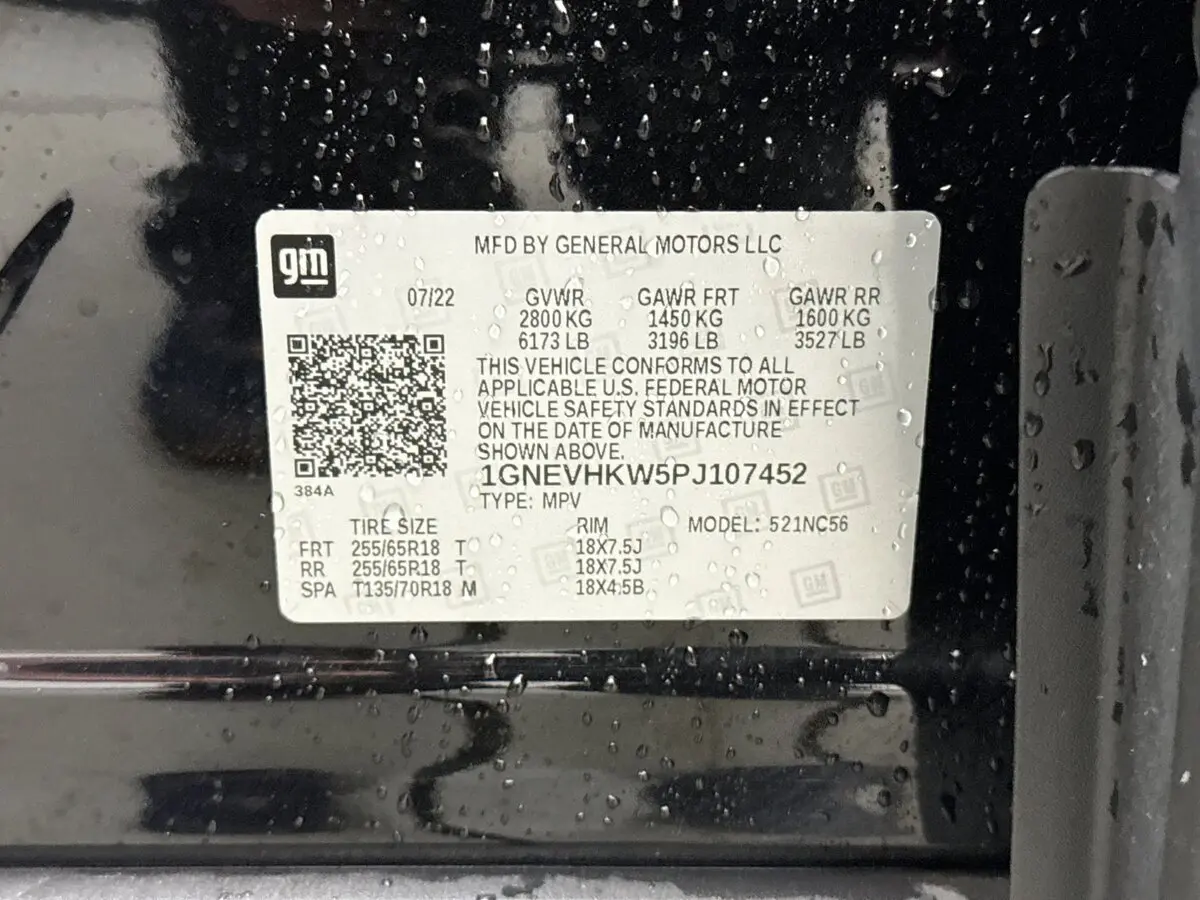 gm
MFD BY GENERAL MOTORS LLC
07/22 GVWR GAWR FRT GAWR RR
2800 KG 1450 KG 1600 KG
6173 LB 3196 LB 3527 LB
THIS VEHICLE CONFORMS TO ALL
APPLICABLE U.S. FEDERAL MOTOR
VEHICLE SAFETY STANDARDS IN EFFECT
ON THE DATE OF MANUFACTURE
SHOWN ABOVE.
1GNEVHKW5PJ107452
384A
TYPE: MPV
TIRE SIZE RIM MODEL: 521NC56
FRT 255/65R18 T 18X7.5J
RR 255/65R18 T 18X7.5J
SPA T135/70R18 M 18X4.5B